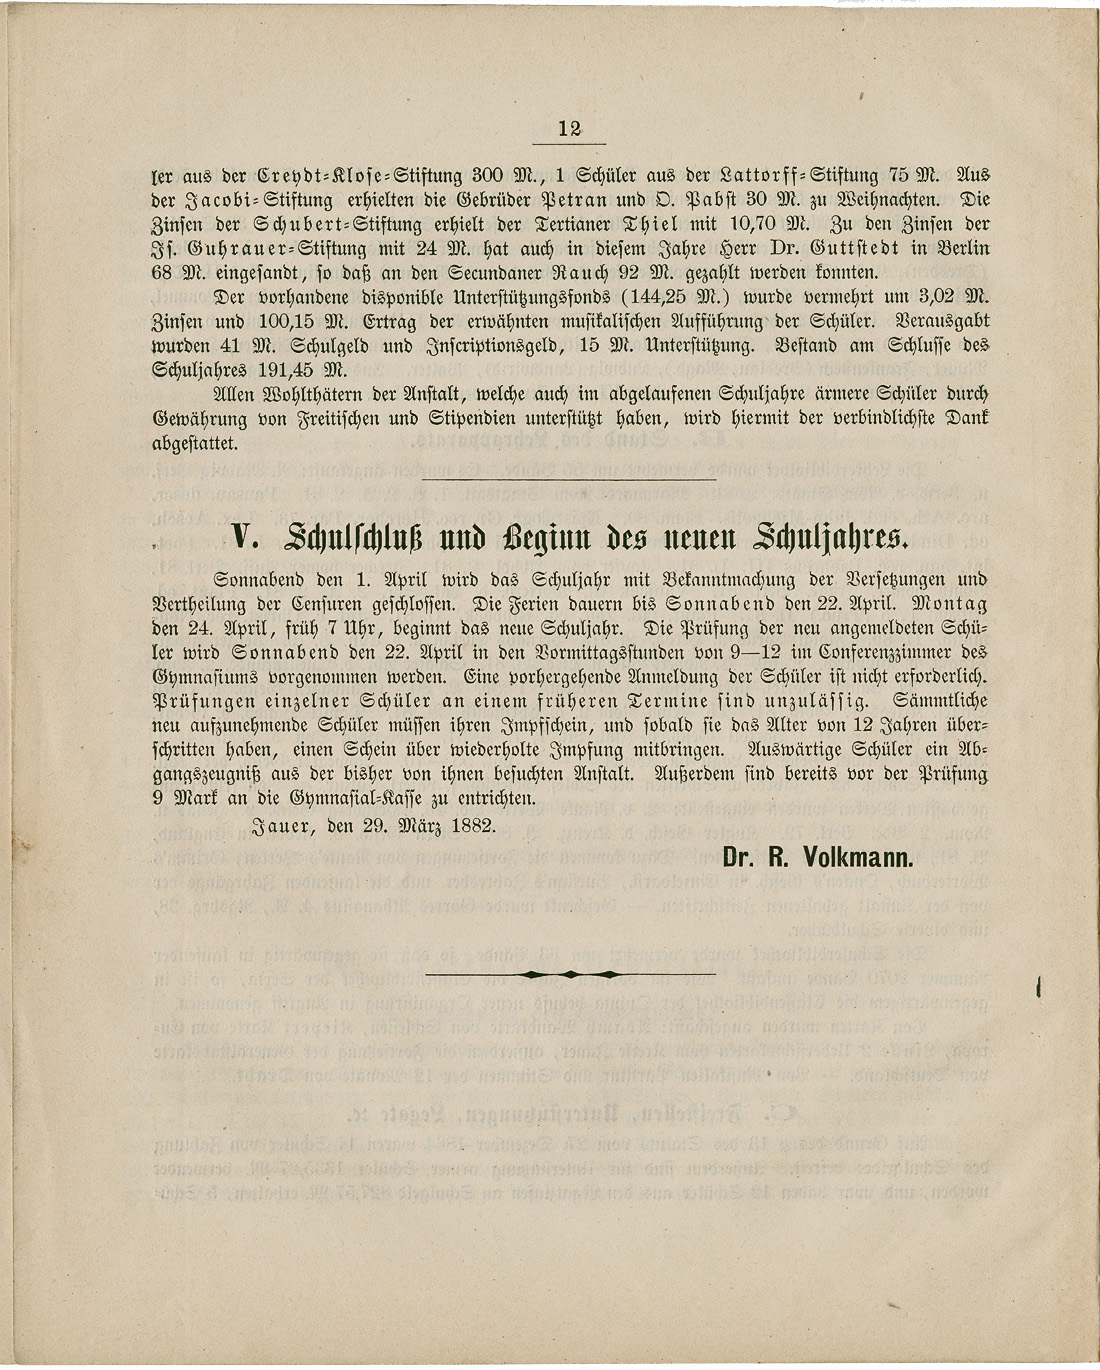 12
ler aus der Creydt-Klose-Stiftung 300 M., 1 Schüler aus der Lattorff-Stiftung 75 M. Aus
der Jacobi-Stiftung erhielten die Gebrüder Petran und O. Pabst 30 M. zu Weihnachten. Die
Zinsen der Schubert-Stiftung erhielt der Tertianer Thiel mit 10,70 M. Zu den Zinsen der
Js. Guhrauer-Stiftung mit 24 M. hat auch in diesem Jahre Herr Dr. Guttstedt in Berlin
68 M. eingesandt, so daß an den Secundaner Rauch 92 M. gezahlt werden konnten.
Der vorhandene disponible Unterstützungsfonds (144,25 M.) wurde vermehrt um 3,02 M.
Zinsen und 100,15 M. Ertrag der erwähnten musikalischen Aufführung der Schüler. Verausgabt
wurden 41 M. Schulgeld und Inscriptionsgeld, 15 M. Unterstützung. Bestand am Schlusse des
Schuljahres 191,45 M.
Allen Wohlthätern der Anstalt, welche auch im abgelaufenen Schuljahre ärmere Schüler durch
Gewährung von Freitischen und Stipendien unterstützt haben, wird hiermit der verbindlichste Dank
abgestattet.
V. Schulschluß und Beginn des neuen Schuljahres.
Sonnabend den 1. April wird das Schuljahr mit Bekanntmachung der Versetzungen und
Vertheilung der Censuren geschlossen. Die Ferien dauern bis Sonnabend den 22. April. Montag
den 24. April, früh 7 Uhr, beginnt das neue Schuljahr. Die Prüfung der neu angemeldeten Schü-
ler wird Sonnabend den 22. April in den Vormittagsstunden von 9—12 im Conferenzzimmer des
Gymnasiums vorgenommen werden. Eine vorhergehende Anmeldung der Schüler ist nicht erforderlich.
Prüfungen einzelner Schüler an einem früheren Termine sind unzulässig. Sämmtliche
neu aufzunehmende Schüler müssen ihren Impfschein, und sobald sie das Alter von 12 Jahren über-
schritten haben, einen Schein über wiederholte Impfung mitbringen. Auswärtige Schüler ein Ab-
gangszeugniß aus der bisher von ihnen besuchten Anstalt. Außerdem sind bereits vor der Prüfung
9 Mark an die Gymnasial-Kasse zu entrichten.
Jauer, den 29. März 1882.
Dr. R. Volkmann.